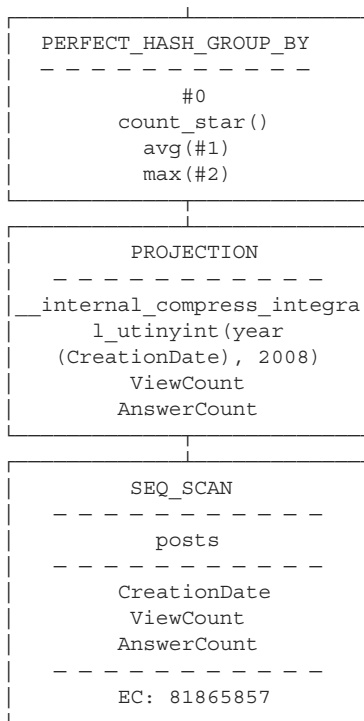 PERFECT_HASH_GROUP_BY
#0
count_star()
avg(#1)
max(#2)
PROJECTION
__internal_compress_integra
l_utinyint(year
(CreationDate), 2008)
ViewCount
AnswerCount
SEQ_SCAN
posts
CreationDate
ViewCount
AnswerCount
EC: 81865857